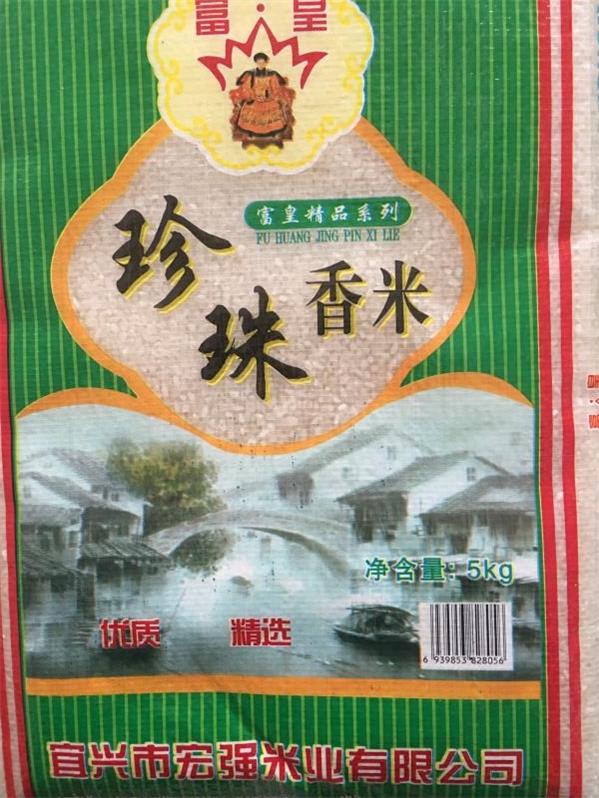 富·皇
富皇精品系列
FU HUANG JING PIN XI LIE
珍珠香米
净含量：5kg
优质 精选
6 939853 828056
宜兴市宏强米业有限公司